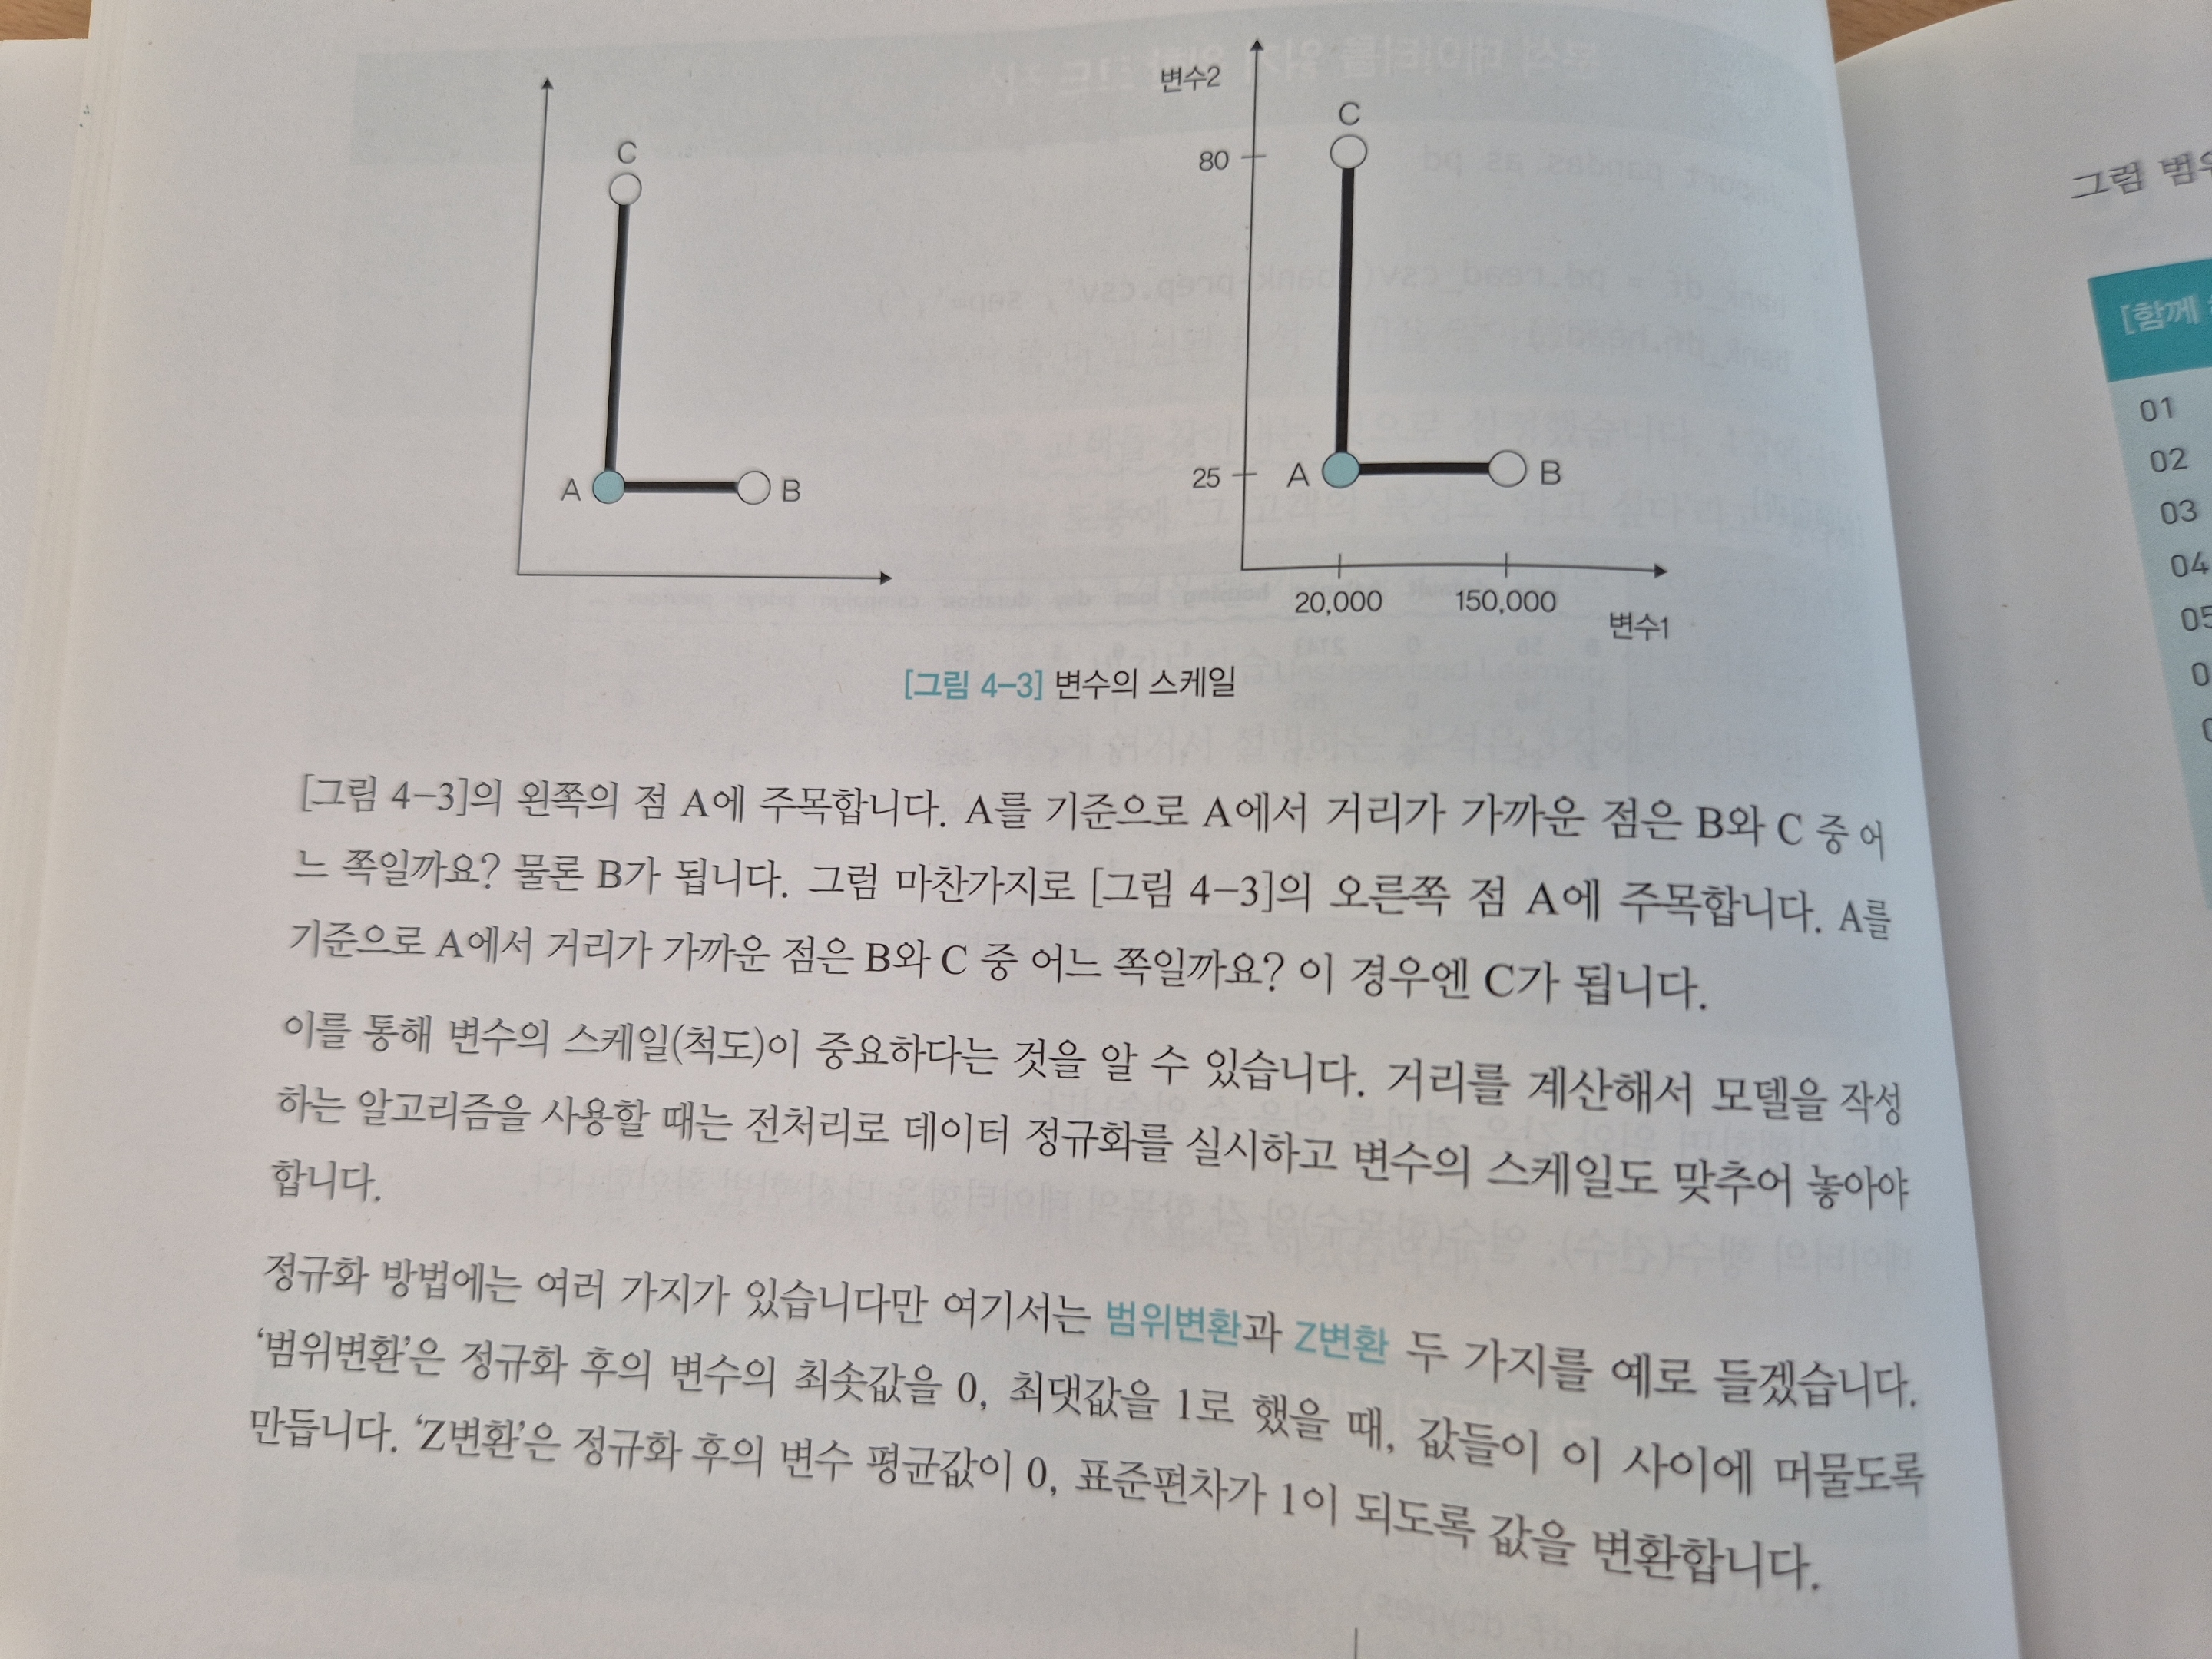 변수2
C
C
80
A
B
25
A
B
20,000
150,000
변수1
[그림 4-3] 변수의 스케일
[그림 4-3]의 왼쪽의 점 A에 주목합니다. A를 기준으로 A에서 거리가 가까운 점은 B와 C 중 어
느 쪽일까요? 물론 B가 됩니다. 그럼 마찬가지로 [그림 4-3]의 오른쪽 점 A에 주목합니다. A를
기준으로 A에서 거리가 가까운 점은 B와 C 중 어느 쪽일까요? 이 경우엔 C가 됩니다.
이를 통해 변수의 스케일(척도)이 중요하다는 것을 알 수 있습니다. 거리를 계산해서 모델을 작성
하는 알고리즘을 사용할 때는 전처리로 데이터 정규화를 실시하고 변수의 스케일도 맞추어 놓아야
합니다.
정규화 방법에는 여러 가지가 있습니다만 여기서는 범위변환과 Z변환 두 가지를 예로 들겠습니다.
‘범위변환’은 정규화 후의 변수의 최솟값을 0, 최댓값을 1로 했을 때, 값들이 이 사이에 머물도록
만듭니다. ‘Z변환’은 정규화 후의 변수 평균값이 0, 표준편차가 1이 되도록 값을 변환합니다.
그럼
[함께
01
02
03
04